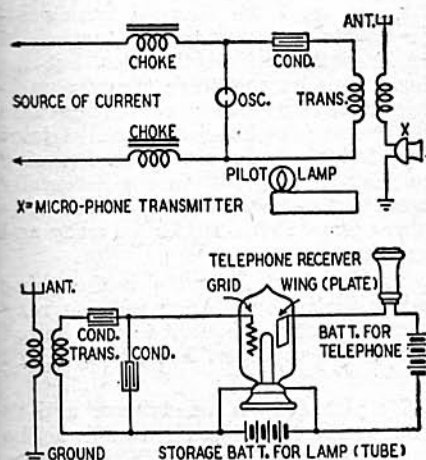 ANT.
CHOKE
COND.
SOURCE OF CURRENT
OSC.
TRANS.
X
CHOKE
PILOT LAMP
X=MICRO-PHONE TRANSMITTER
TELEPHONE RECEIVER
GRID
WING (PLATE)
ANT.
COND.
TRANS.
COND.
BATT. FOR
TELEPHONE
GROUND
STORAGE BATT. FOR LAMP (TUBE)